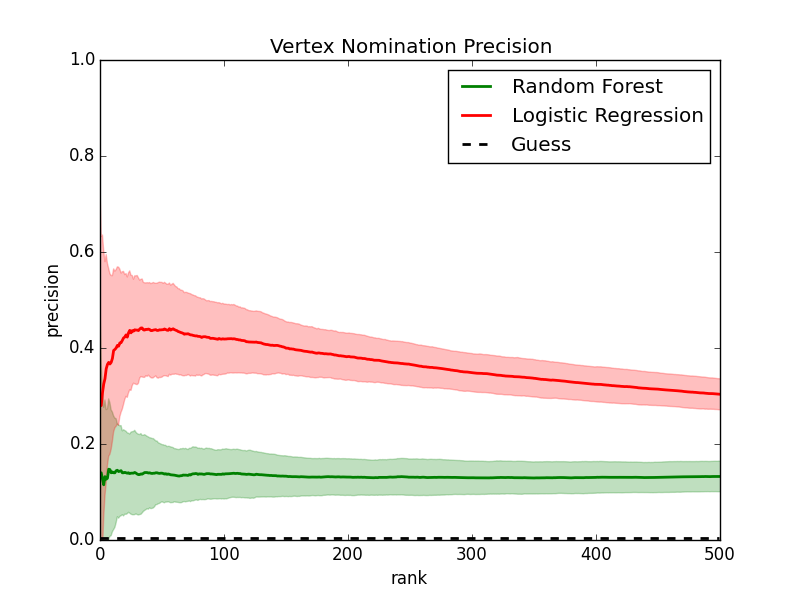 Vertex Nomination Precision
Random Forest
Logistic Regression
Guess
1.0
0.8
0.6
0.4
0.2
0.0
precision
0
100
200
300
400
500
rank